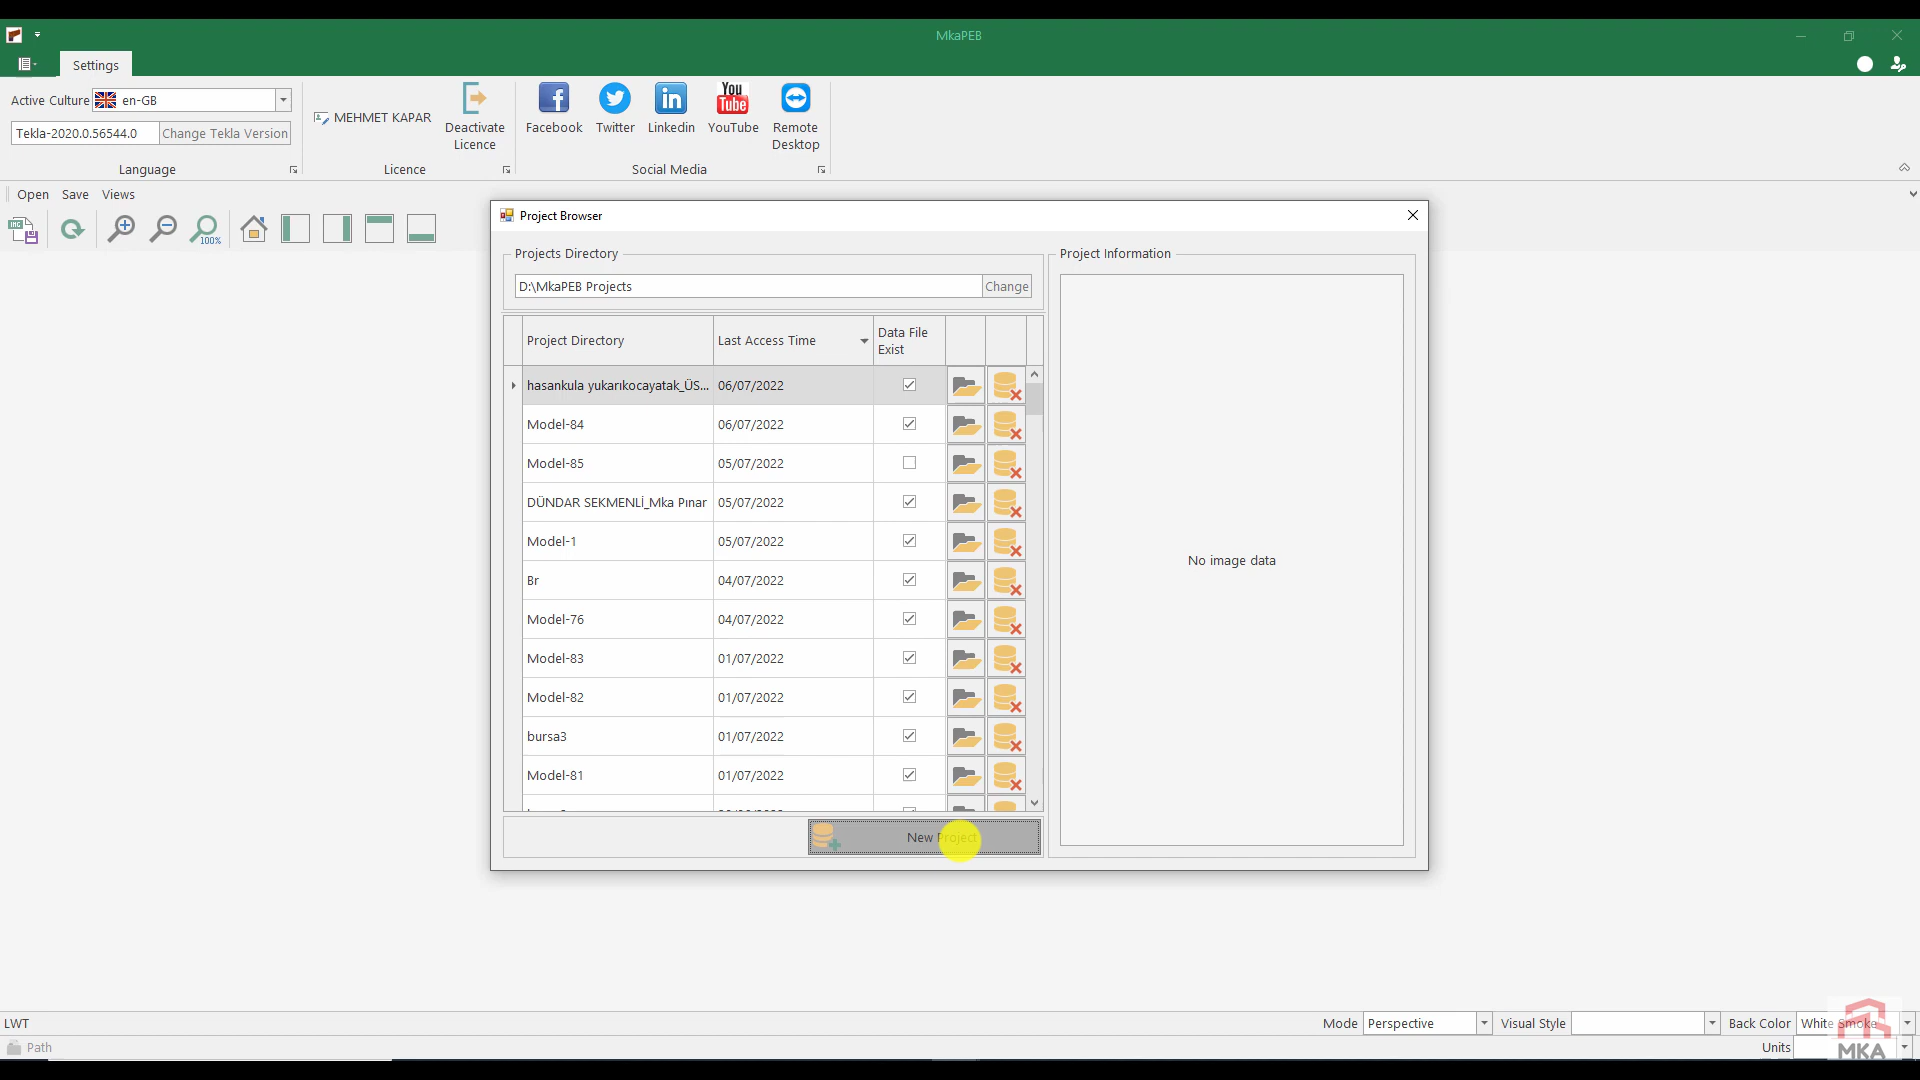 MkaPEB
Settings
Active Culture en-GB
Tekla-2020.0.56544.0 Change Tekla Version
Language
MEHMET KAPAR
Deactivate
Licence
Licence
Facebook
Twitter
Linkedin
You
Tube
YouTube
Remote
Desktop
Social Media
Open Save Views
IMG
100%
Project Browser
Projects Directory
D:\MkaPEB Projects Change
Project Information
Project Directory Last Access Time Data File
Exist
hasankula yukarıkocayatak_ÜS... 06/07/2022
Model-84 06/07/2022
Model-85 05/07/2022
DÜNDAR SEKMENLİ_Mka Pınar 05/07/2022
Model-1 05/07/2022
Br 04/07/2022
Model-76 04/07/2022
Model-83 01/07/2022
Model-82 01/07/2022
bursa3 01/07/2022
Model-81 01/07/2022
No image data
New Project
LWT
Mode Perspective Visual Style Back Color White Smoke
Path
Units
MKA